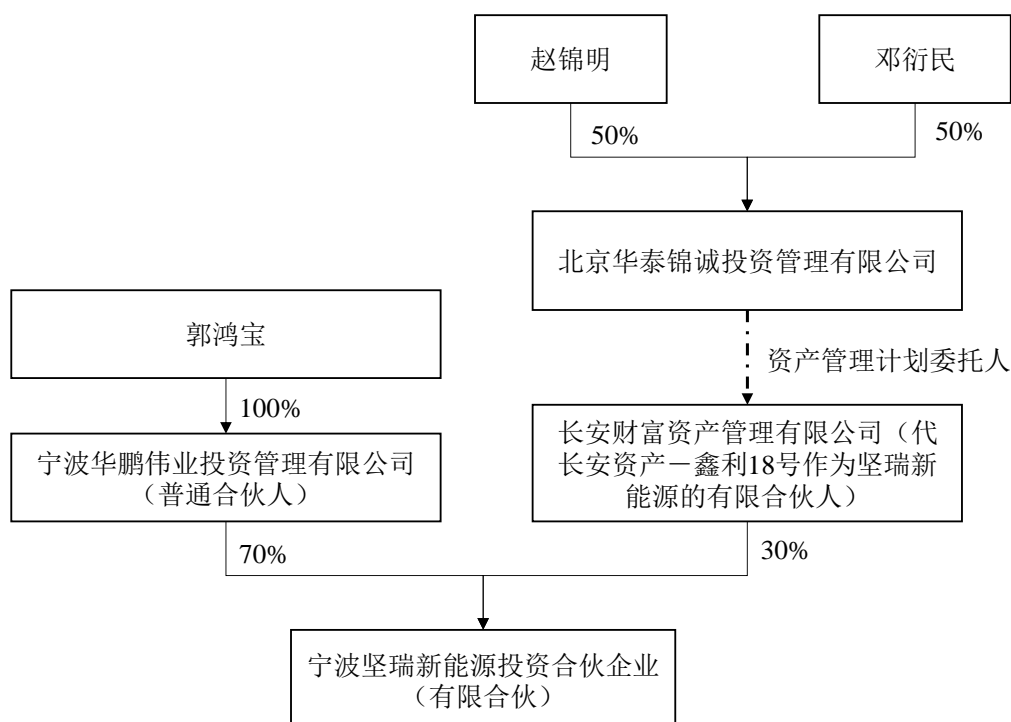 赵锦明
邓衍民
50%
50%
北京华泰锦诚投资管理有限公司
郭鸿宝
资产管理计划委托人
100%
宁波华鹏伟业投资管理有限公司
（普通合伙人）
长安财富资产管理有限公司（代
长安资产－鑫利18号作为坚瑞新
能源的有限合伙人）
70%
30%
宁波坚瑞新能源投资合伙企业
（有限合伙）